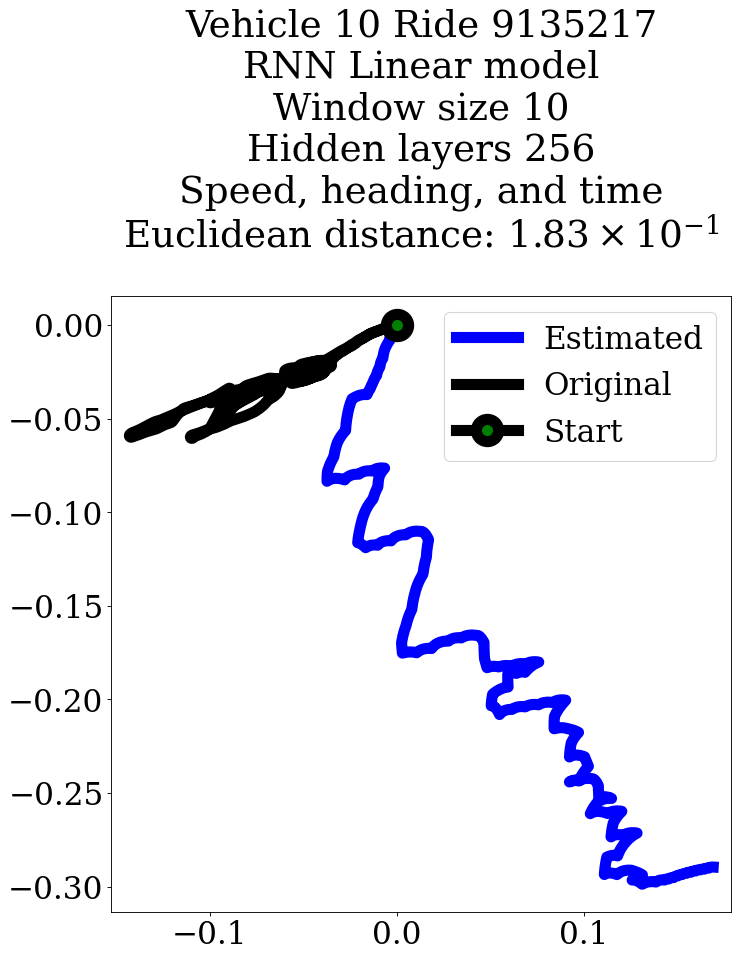 Vehicle 10 Ride 9135217
RNN Linear model
Window size 10
Hidden layers 256
Speed, heading, and time
Euclidean distance: 1.83 × 10⁻¹
Estimated
Original
Start
0.00
−0.05
−0.10
−0.15
−0.20
−0.25
−0.30
−0.1
0.0
0.1